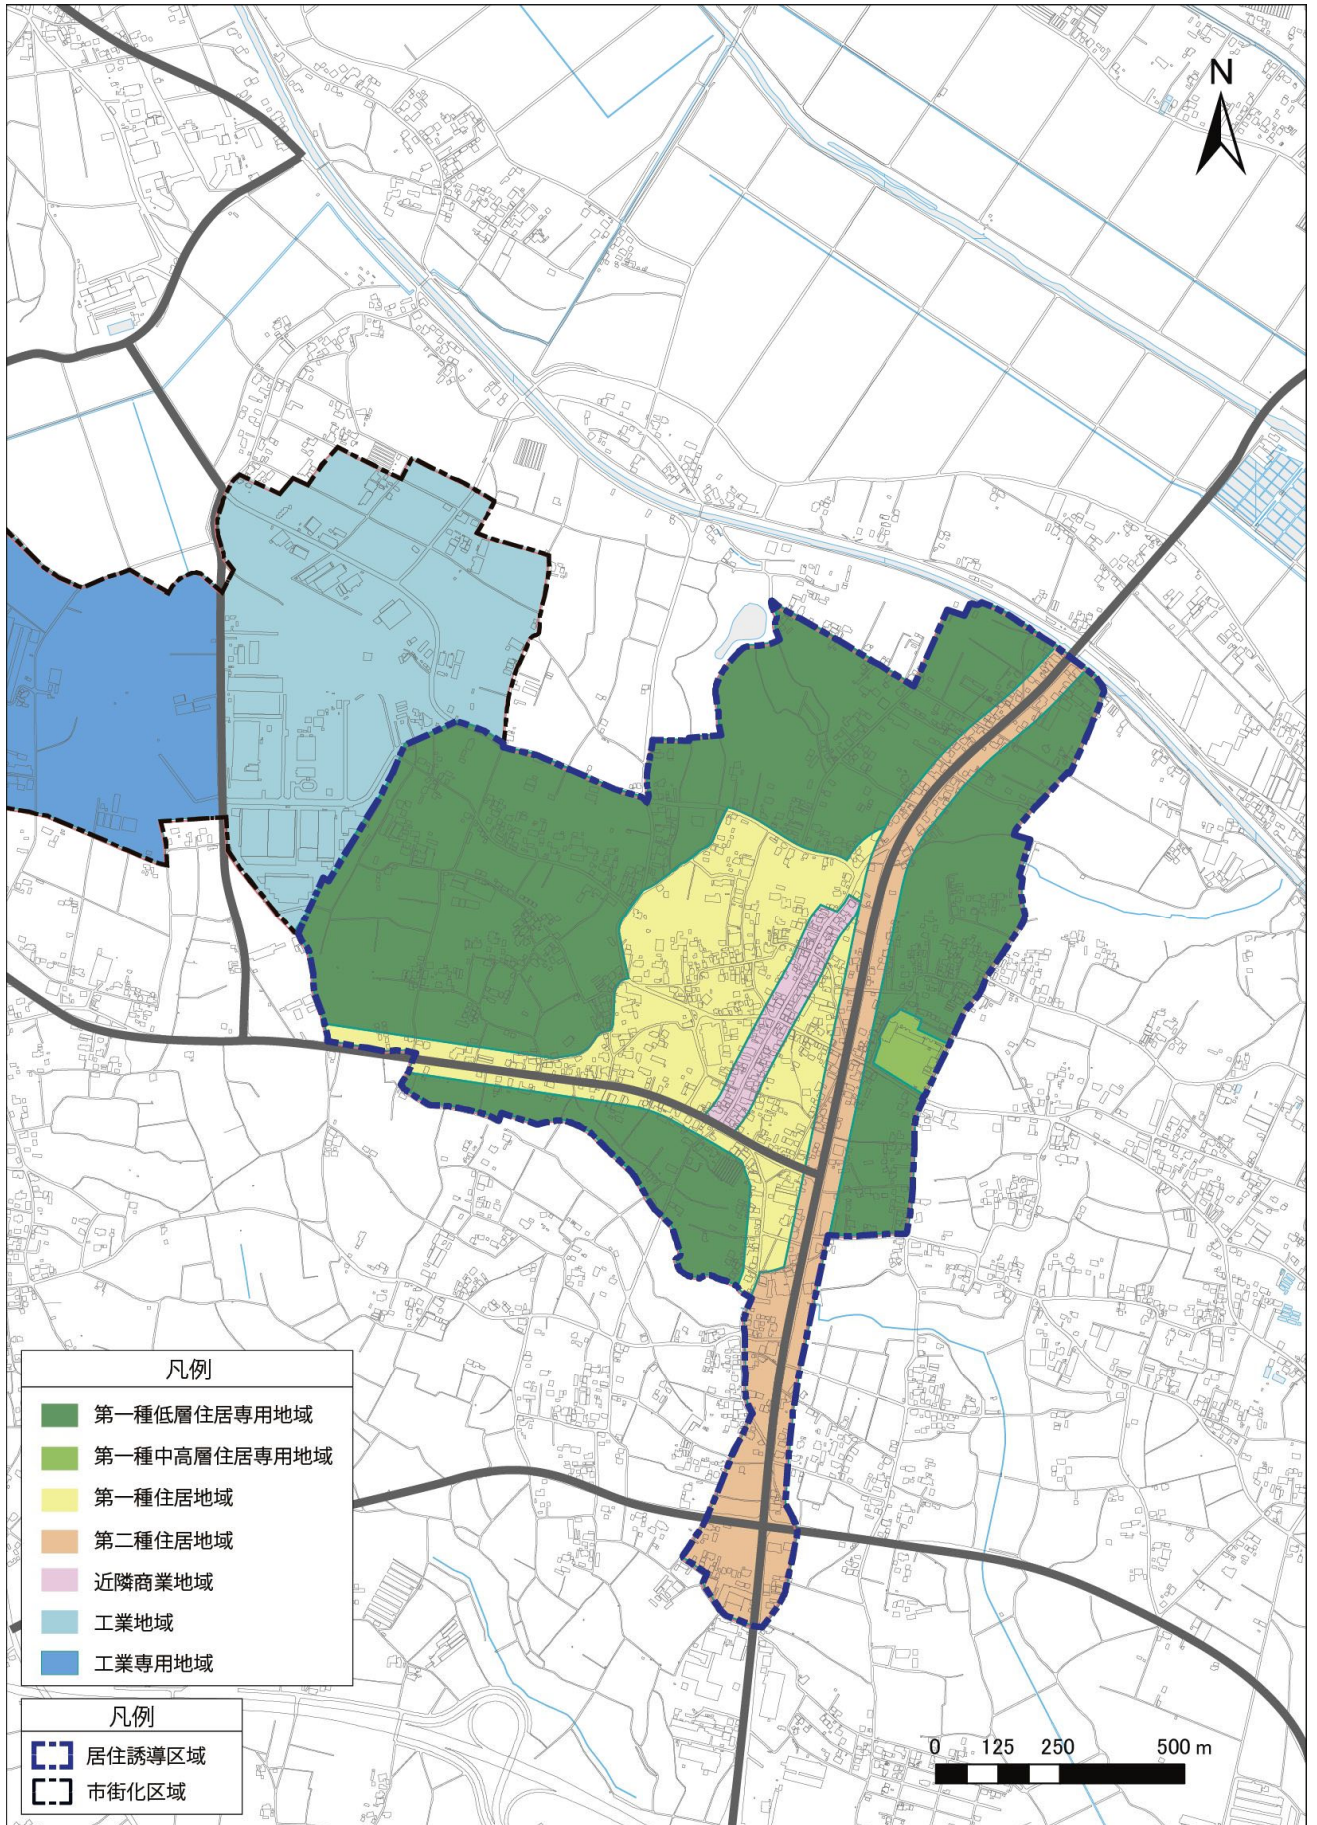 N
凡例
第一種低層住居専用地域
第一種中高層住居専用地域
第一種住居地域
第二種住居地域
近隣商業地域
工業地域
工業専用地域
凡例
居住誘導区域
市街化区域
0 125 250 500 m